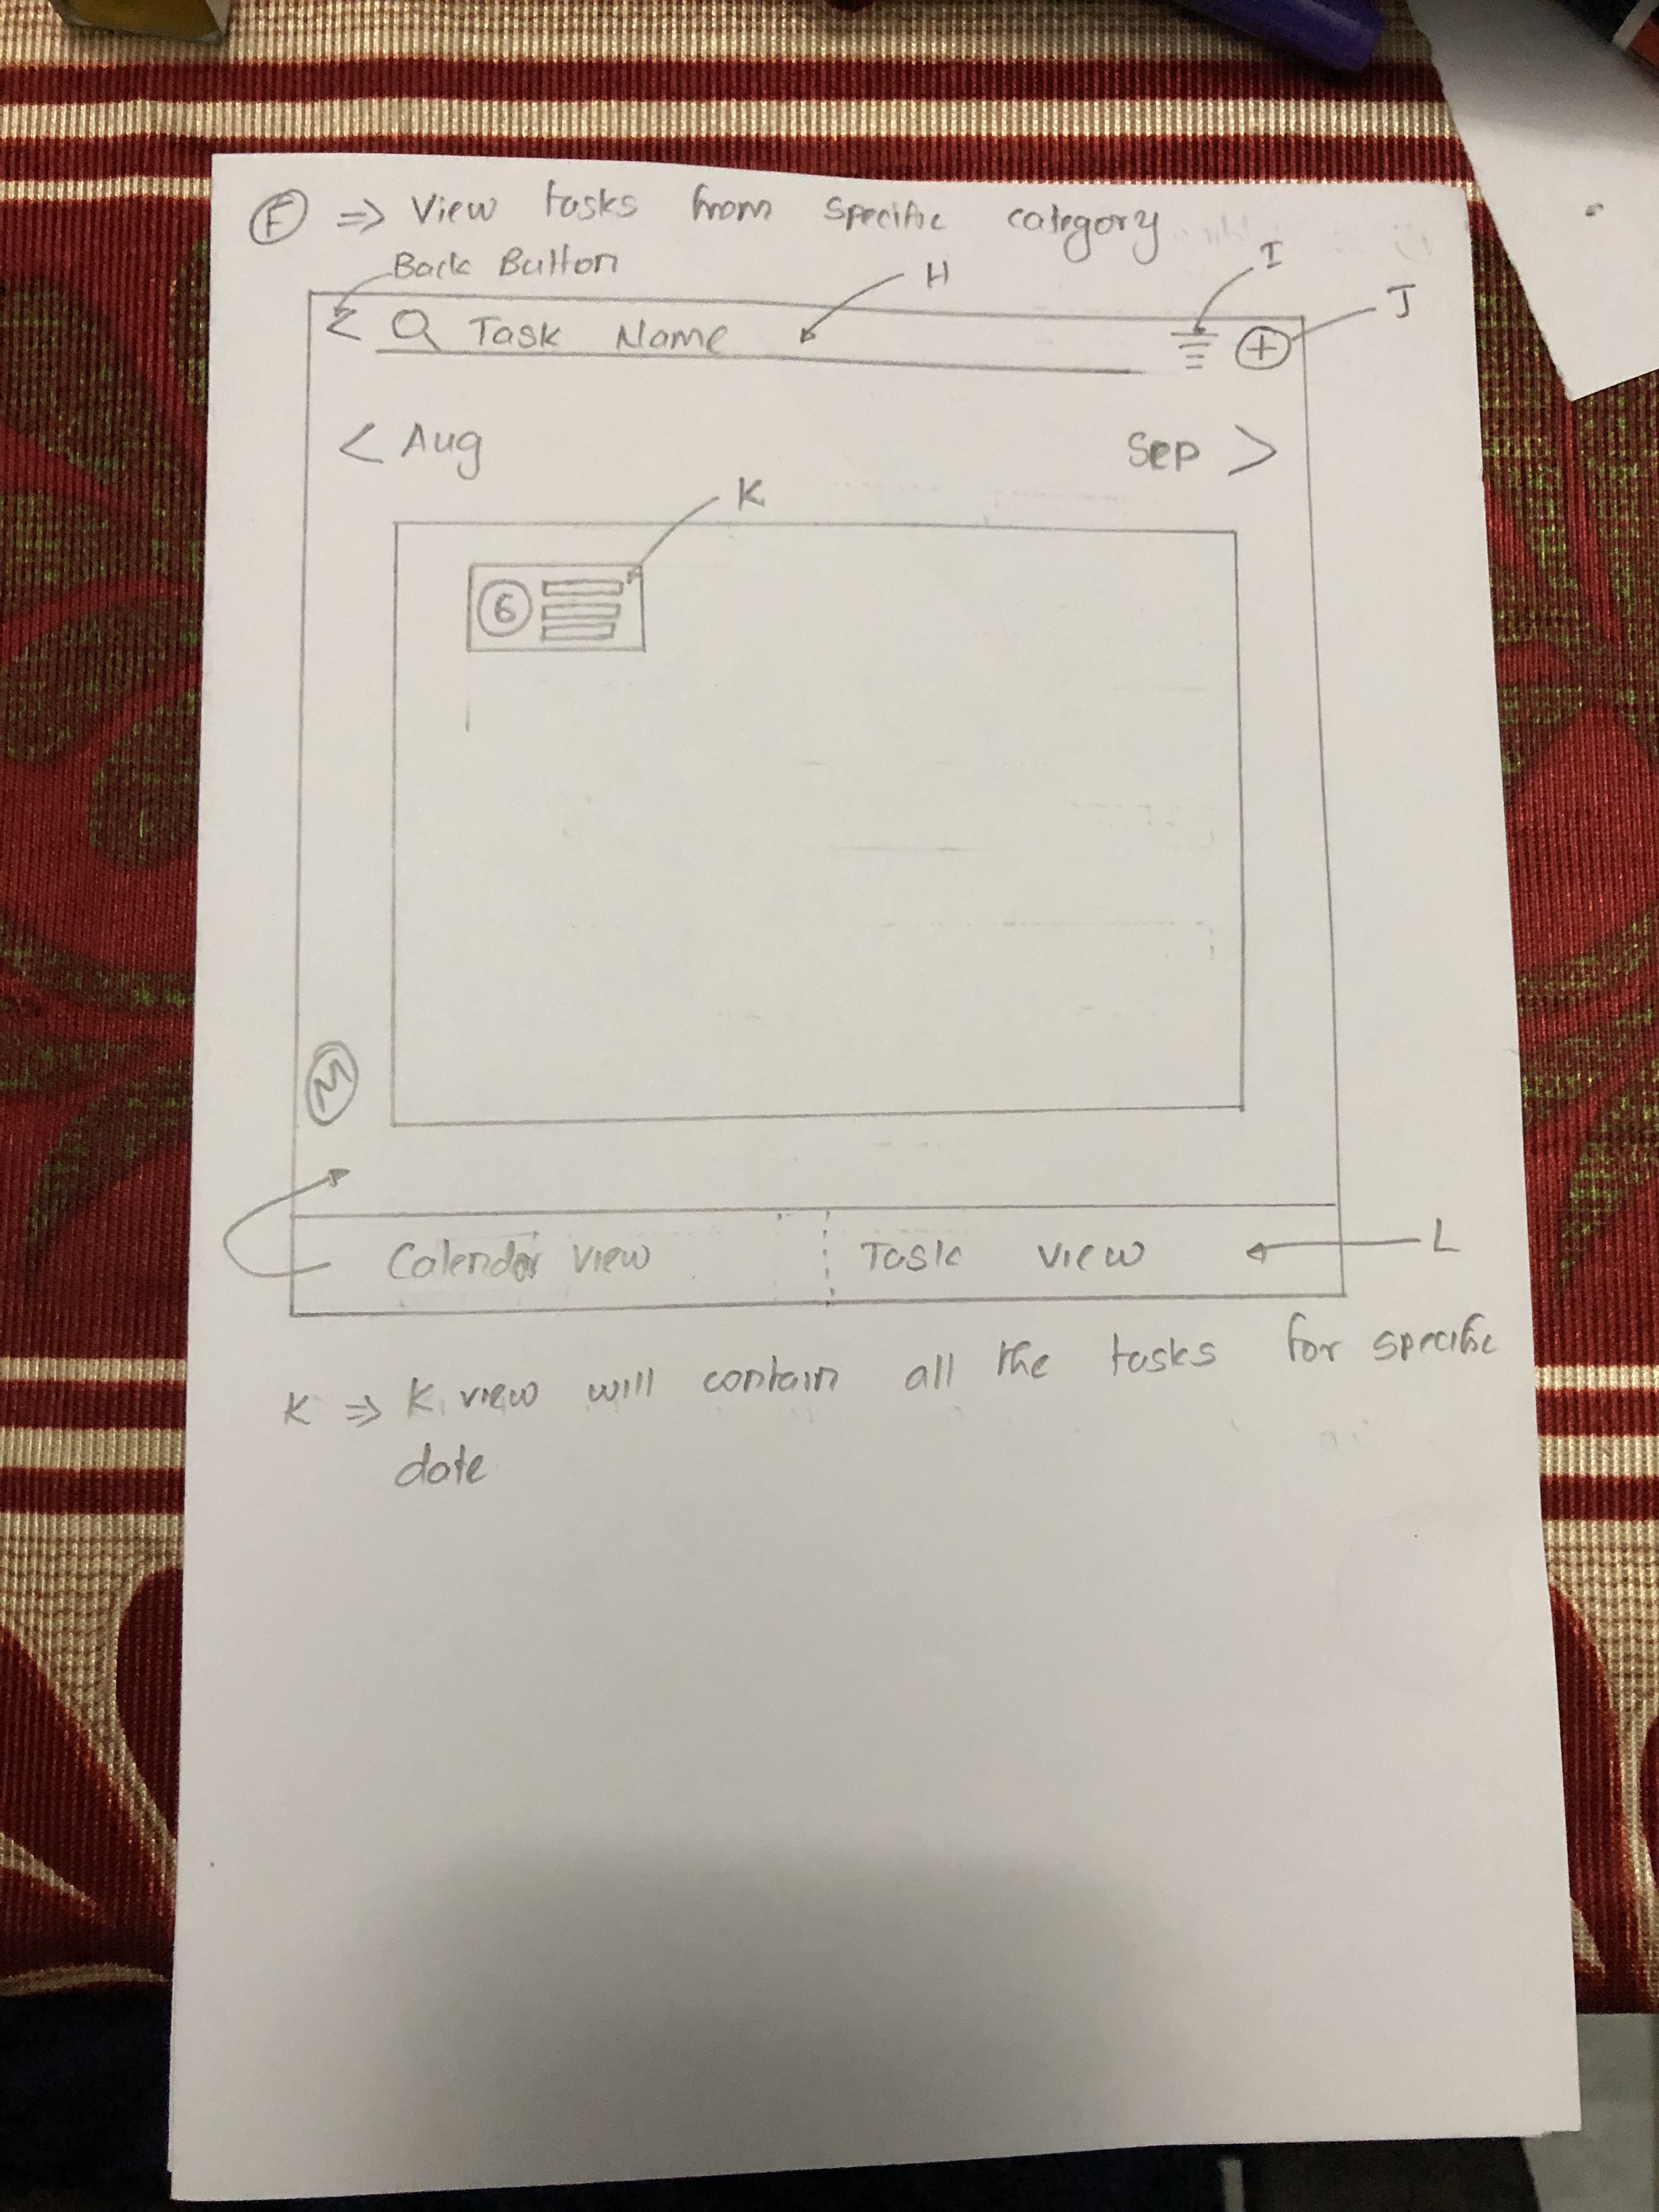 F => View tasks from specific category
Back Button
H
I
J
< Task Name +
< Aug Sep >
K
6
M
Calendar view Task view
L
K => K view will contain all the tasks for specific
date